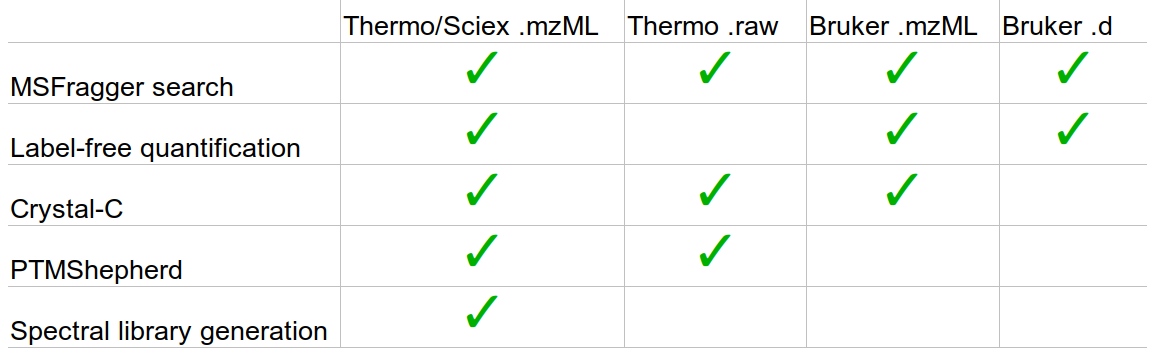 Thermo/Sciex .mzML Thermo .raw Bruker .mzML Bruker .d
MSFragger search ✓ ✓ ✓ ✓
Label-free quantification ✓ ✓ ✓
Crystal-C ✓ ✓ ✓
PTMShepherd ✓ ✓
Spectral library generation ✓